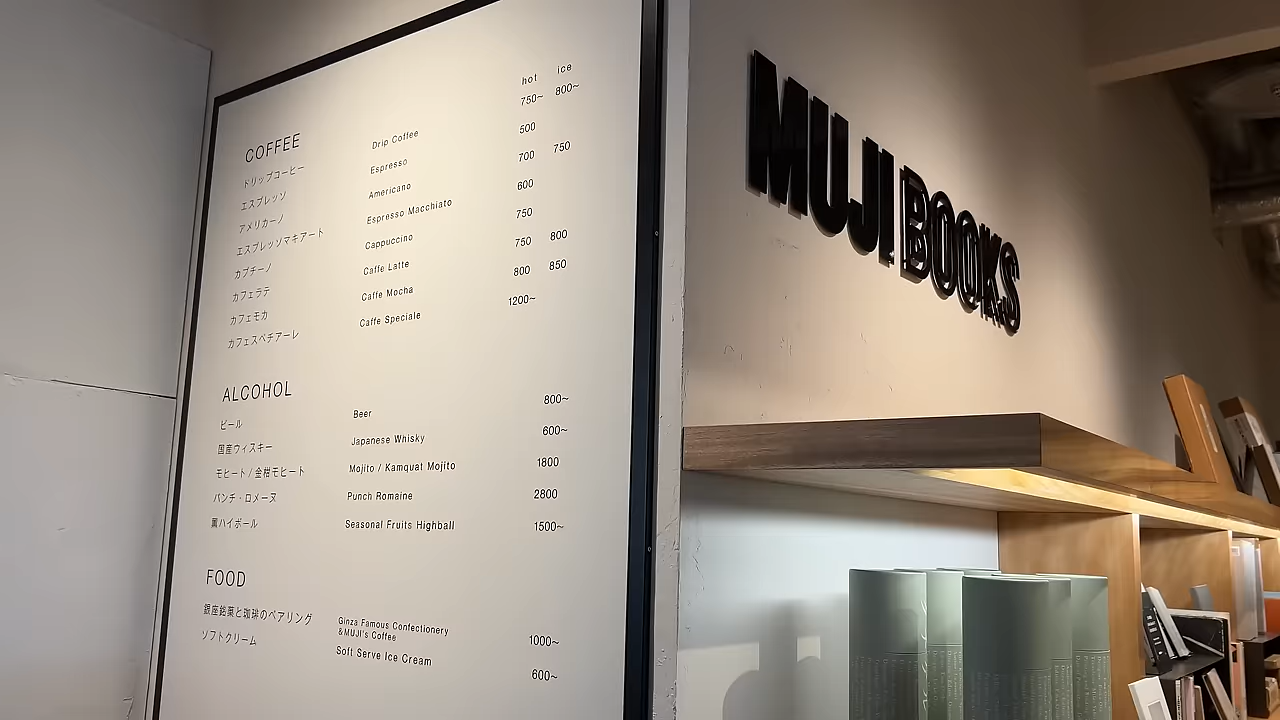 hot ice
COFFEE
ドリップコーヒー Drip Coffee 750~ 800~
エスプレッソ Espresso 500
アメリカーノ Americano 700 750
エスプレッソマキアート Espresso Macchiato 600
カプチーノ Cappuccino 750
カフェラテ Caffe Latte 750 800
カフェモカ Caffe Mocha 800 850
カフェスペチアーレ Caffe Speciale 1200~
ALCOHOL
ビール Beer 800~
国産ウィスキー Japanese Whisky 600~
モヒート/金柑モヒート Mojito / Kamquat Mojito 1800
パンチ・ロメーヌ Punch Romaine 2800
薫ハイボール Seasonal Fruits Highball 1500~
FOOD
銀座銘菓と珈琲のペアリング Ginza Famous Confectionery
&MUJI's Coffee 1000~
ソフトクリーム Soft Serve Ice Cream 600~
MUJI BOOKS